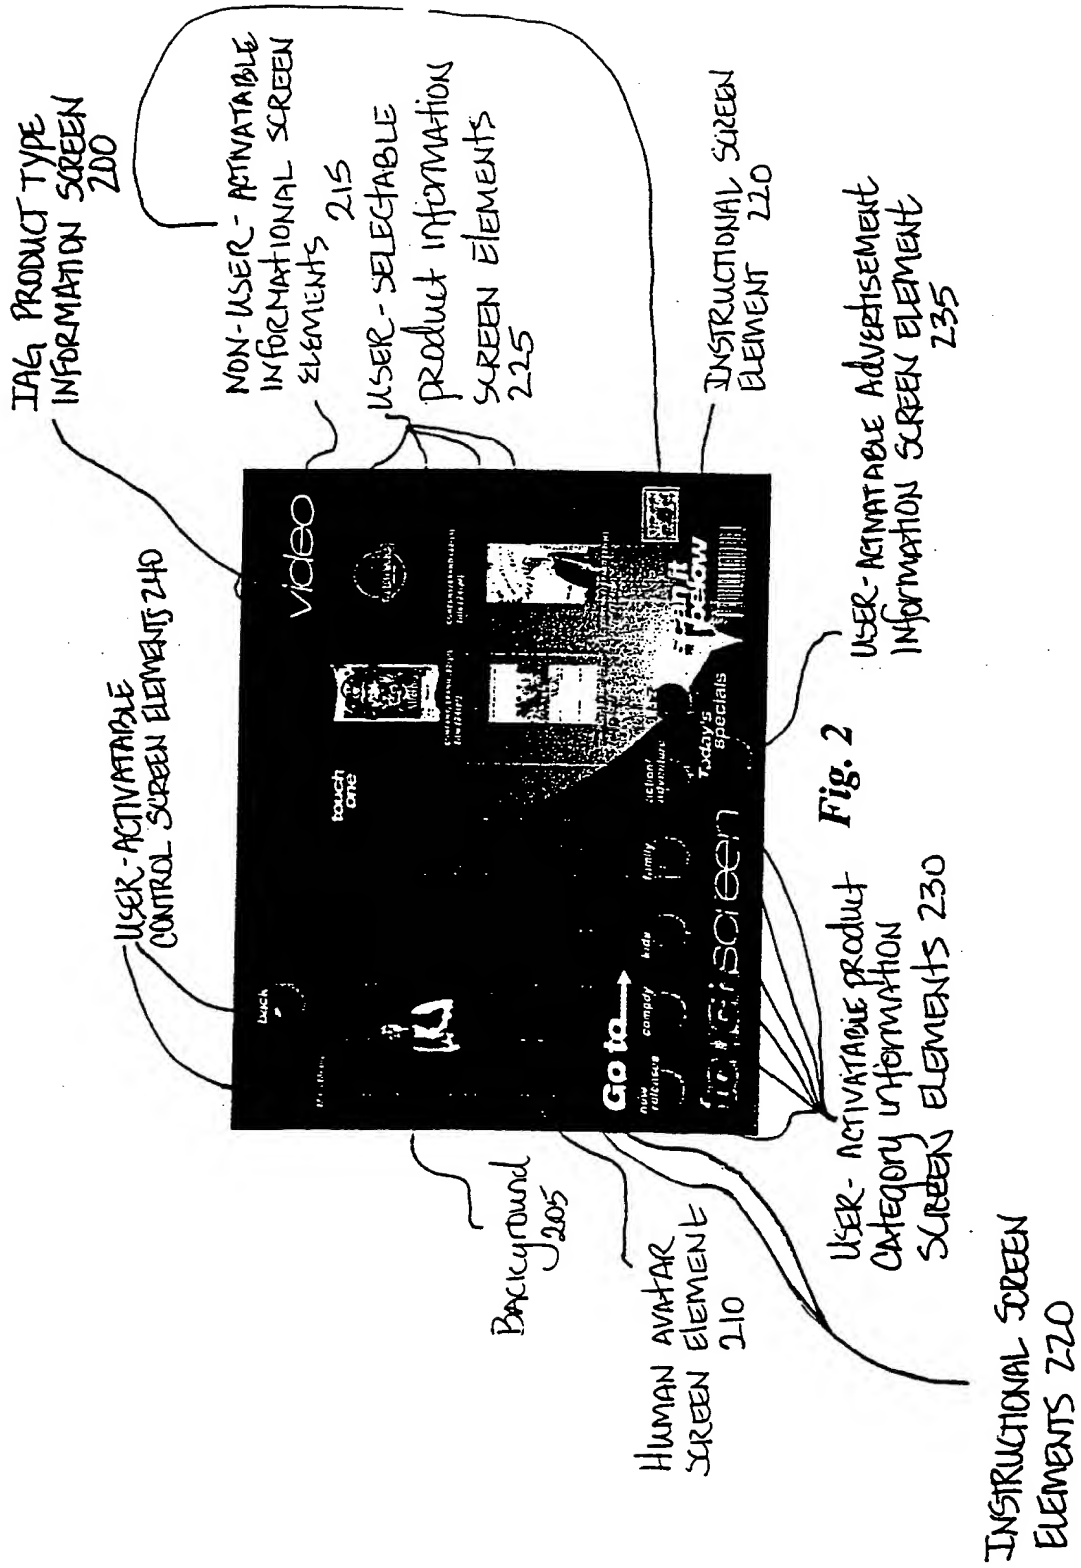 IAG PRODUCT TYPE
INFORMATION SCREEN
200
USER-ACTIVATABLE
CONTROL SCREEN ELEMENTS 240
NON-USER-ACTIVATABLE
INFORMATIONAL SCREEN
ELEMENTS 215
USER-SELECTABLE
PRODUCT INFORMATION
SCREEN ELEMENTS
225
INSTRUCTIONAL SCREEN
ELEMENT 220
USER-ACTIVATABLE ADVERTISEMENT
INFORMATION SCREEN ELEMENT
235
BACKGROUND
205
HUMAN AVATAR
SCREEN ELEMENT
210
USER-ACTIVATABLE PRODUCT
CATEGORY INFORMATION
SCREEN ELEMENTS 230
INSTRUCTIONAL SCREEN
ELEMENTS 220
back
video
touch
one
Go to
new
releases
comedy
kids
family
action/
adventure
screen
Today's
specials
scan it
below
Fig. 2